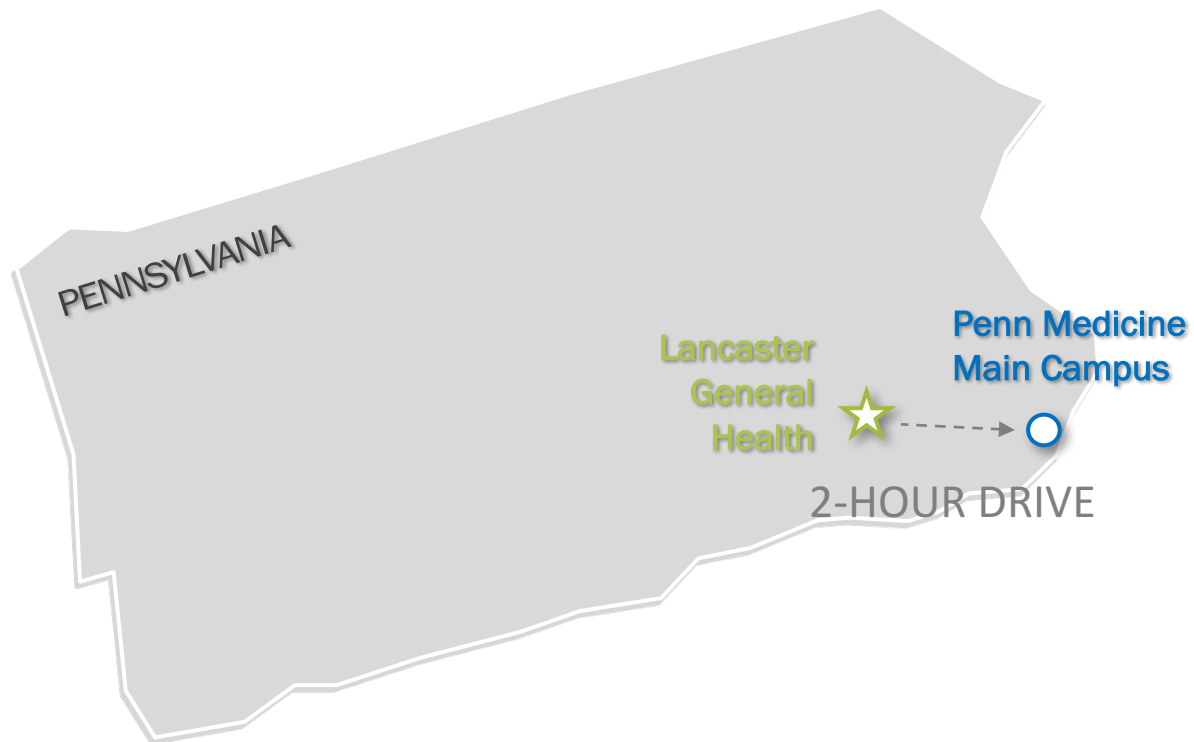 PENNSYLVANIA
Lancaster
General
Health
Penn Medicine
Main Campus
2-HOUR DRIVE